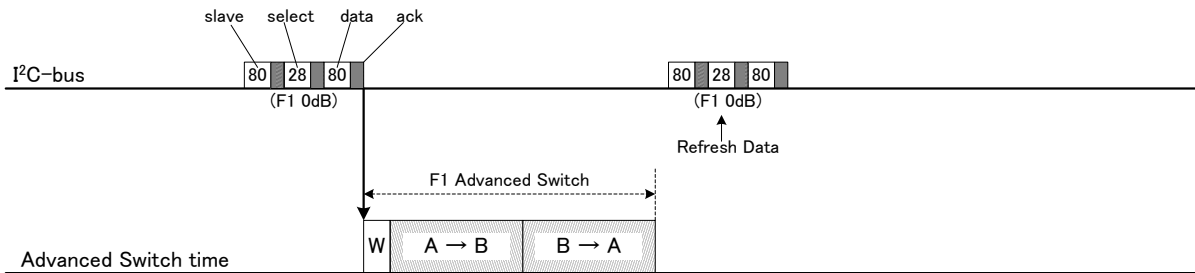 slave select data ack
I²C-bus
80 28 80
80 28 80
(F1 0dB)
(F1 0dB)
Refresh Data
F1 Advanced Switch
W A → B B → A
Advanced Switch time